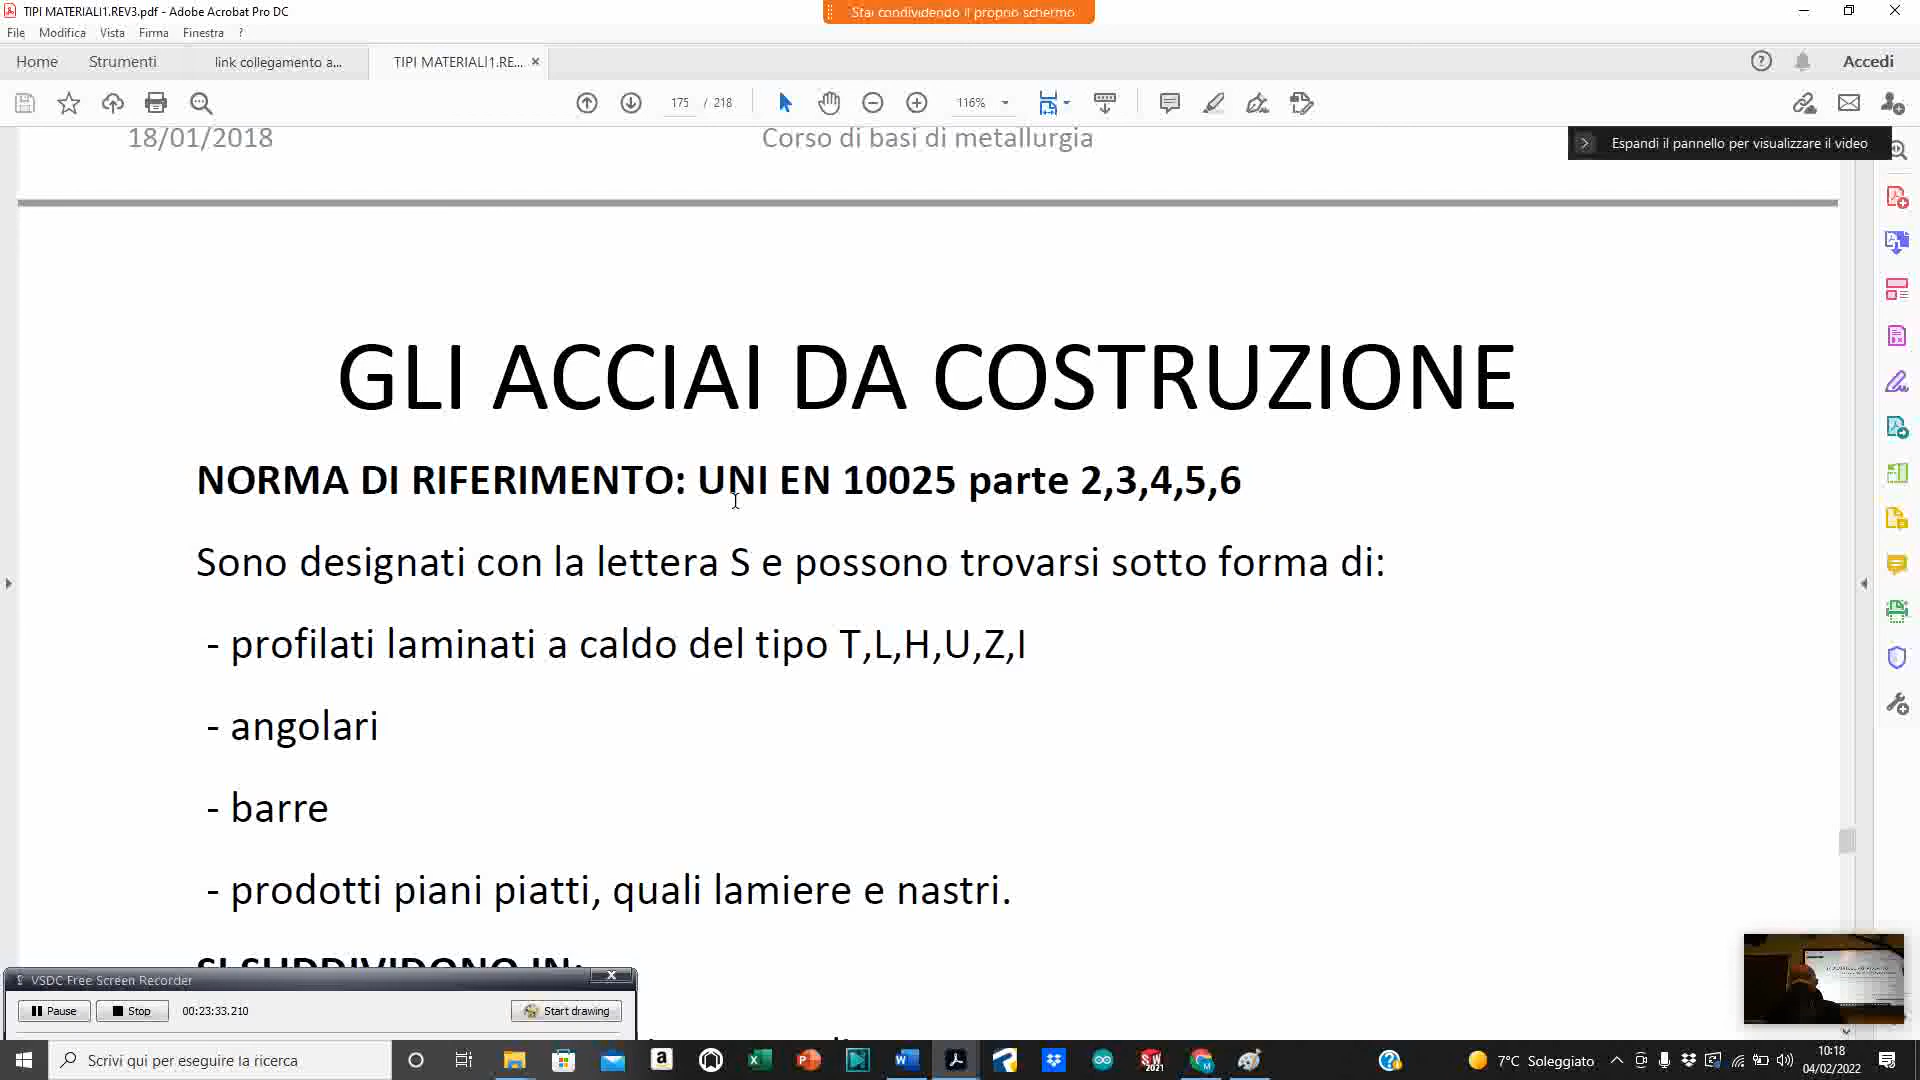 TIPI MATERIALI1.REV3.pdf - Adobe Acrobat Pro DC
Stai condividendo il proprio schermo
File Modifica Vista Firma Finestra ?
Home Strumenti link collegamento a... TIPI MATERIALI1.RE... Accedi
175 / 218 116%
18/01/2018 Corso di basi di metallurgia
Espandi il pannello per visualizzare il video
GLI ACCIAI DA COSTRUZIONE
NORMA DI RIFERIMENTO: UNI EN 10025 parte 2,3,4,5,6
Sono designati con la lettera S e possono trovarsi sotto forma di:
- profilati laminati a caldo del tipo T,L,H,U,Z,I
- angolari
- barre
- prodotti piani piatti, quali lamiere e nastri.
SI SUDDIVIDONO IN:
VSDC Free Screen Recorder
Pause Stop 00:23:33.210 Start drawing
Scrivi qui per eseguire la ricerca
7°C Soleggiato
10:18
04/02/2022